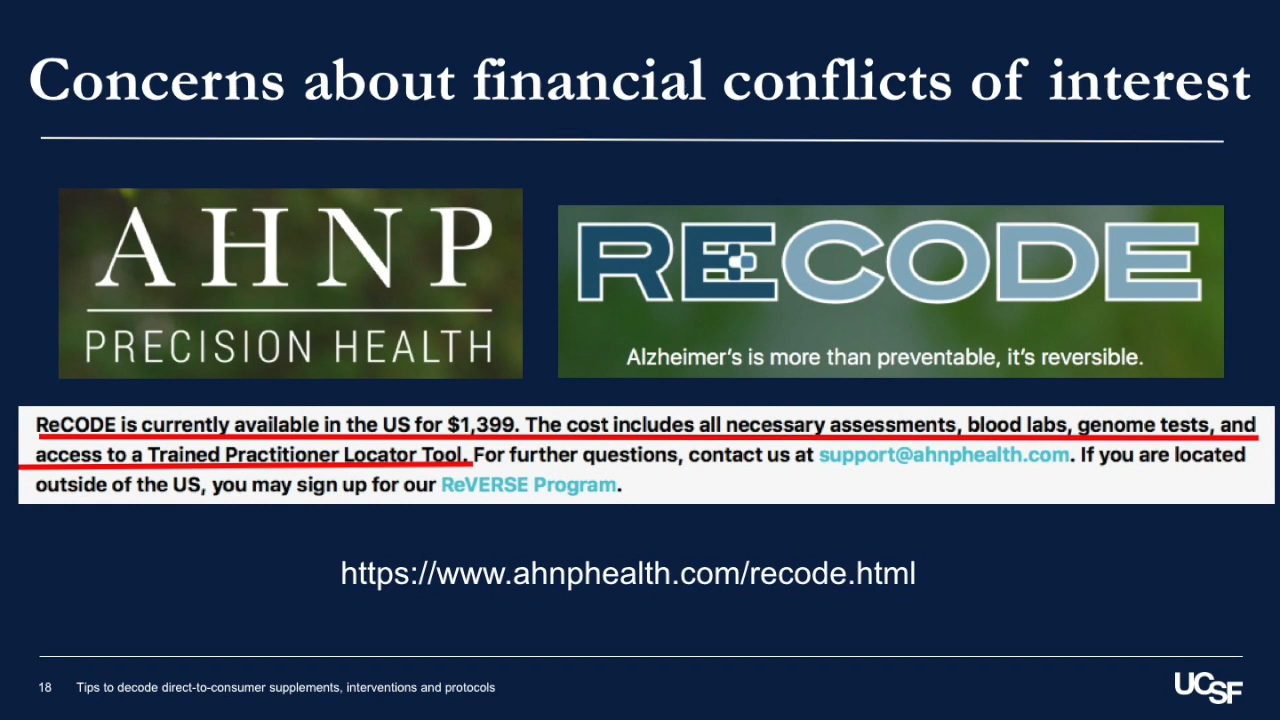 Concerns about financial conflicts of interest
AHNP
PRECISION HEALTH
RECODE
Alzheimer's is more than preventable, it's reversible.
ReCODE is currently available in the US for $1,399. The cost includes all necessary assessments, blood labs, genome tests, and
access to a Trained Practitioner Locator Tool. For further questions, contact us at support@ahnphealth.com. If you are located
outside of the US, you may sign up for our ReVERSE Program.
https://www.ahnphealth.com/recode.html
18 Tips to decode direct-to-consumer supplements, interventions and protocols
UCSF